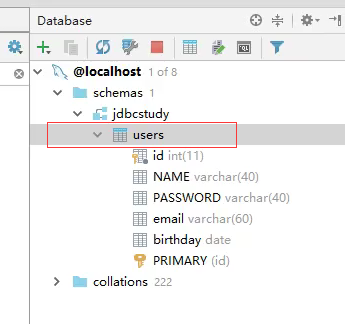 Database
@localhost 1 of 8
schemas 1
jdbcstudy
users
id int(11)
NAME varchar(40)
PASSWORD varchar(40)
email varchar(60)
birthday date
PRIMARY (id)
collations 222